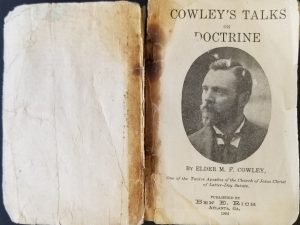 COWLEY'S TALKS
ON
DOCTRINE
BY ELDER M. F. COWLEY,
One of the Twelve Apostles of the Church of Jesus Christ
of Latter-Day Saints.
PUBLISHED BY
BEN E. RICH
ATLANTA, GA.